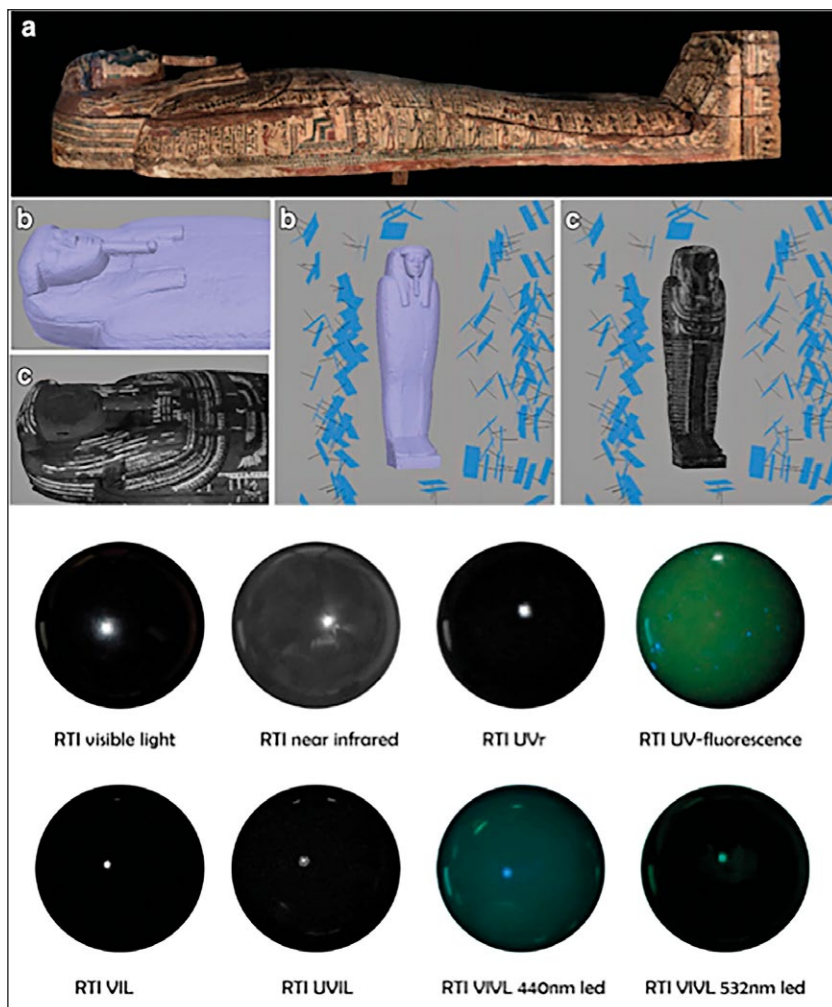 a
b
b
c
c
RTI visible light
RTI near infrared
RTI UVr
RTI UV-fluorescence
RTI VIL
RTI UVIL
RTI VIVL 440nm led
RTI VIVL 532nm led